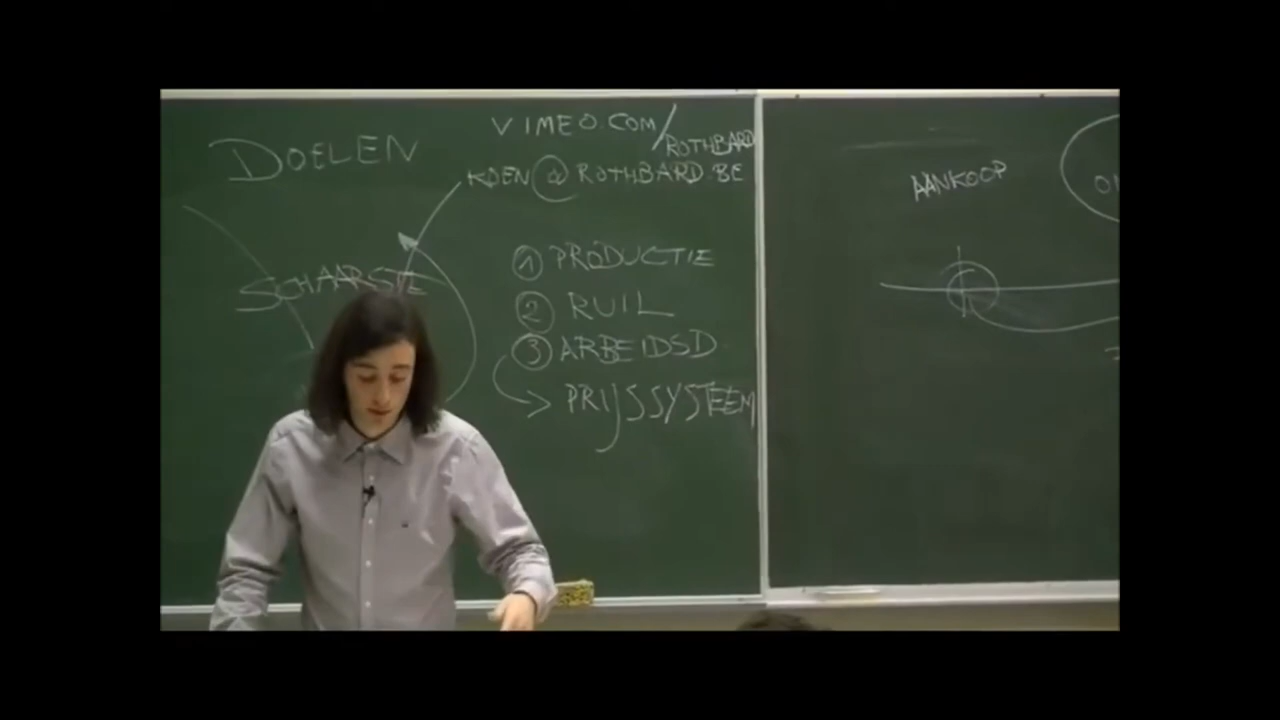 DOELEN
VIMEO.COM/ROTHBARD
KOEN@ROTHBARD.BE
SCHAARSTE
1 PRODUCTIE
2 RUIL
3 ARBEIDSD
> PRIJSSYSTEEM
AANKOOP